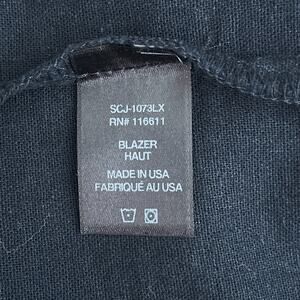 SCJ-1073LX
RN# 116611
BLAZER
HAUT
MADE IN USA
FABRIQUÉ AU USA